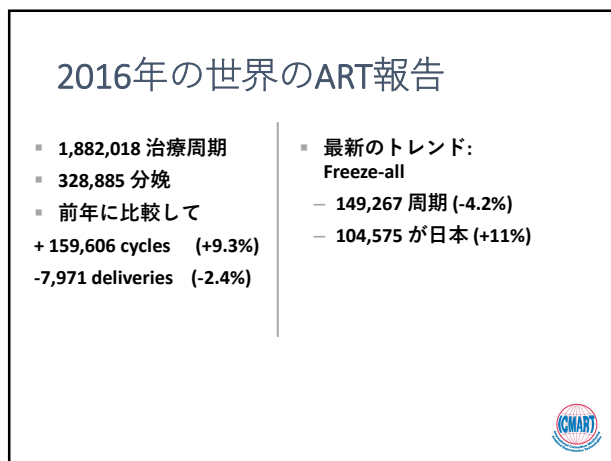 2016年の世界のART報告
1,882,018 治療周期
328,885 分娩
前年に比較して
+ 159,606 cycles (+9.3%)
-7,971 deliveries (-2.4%)
最新のトレンド:
Freeze-all
– 149,267 周期 (-4.2%)
– 104,575 が日本 (+11%)
ICMART